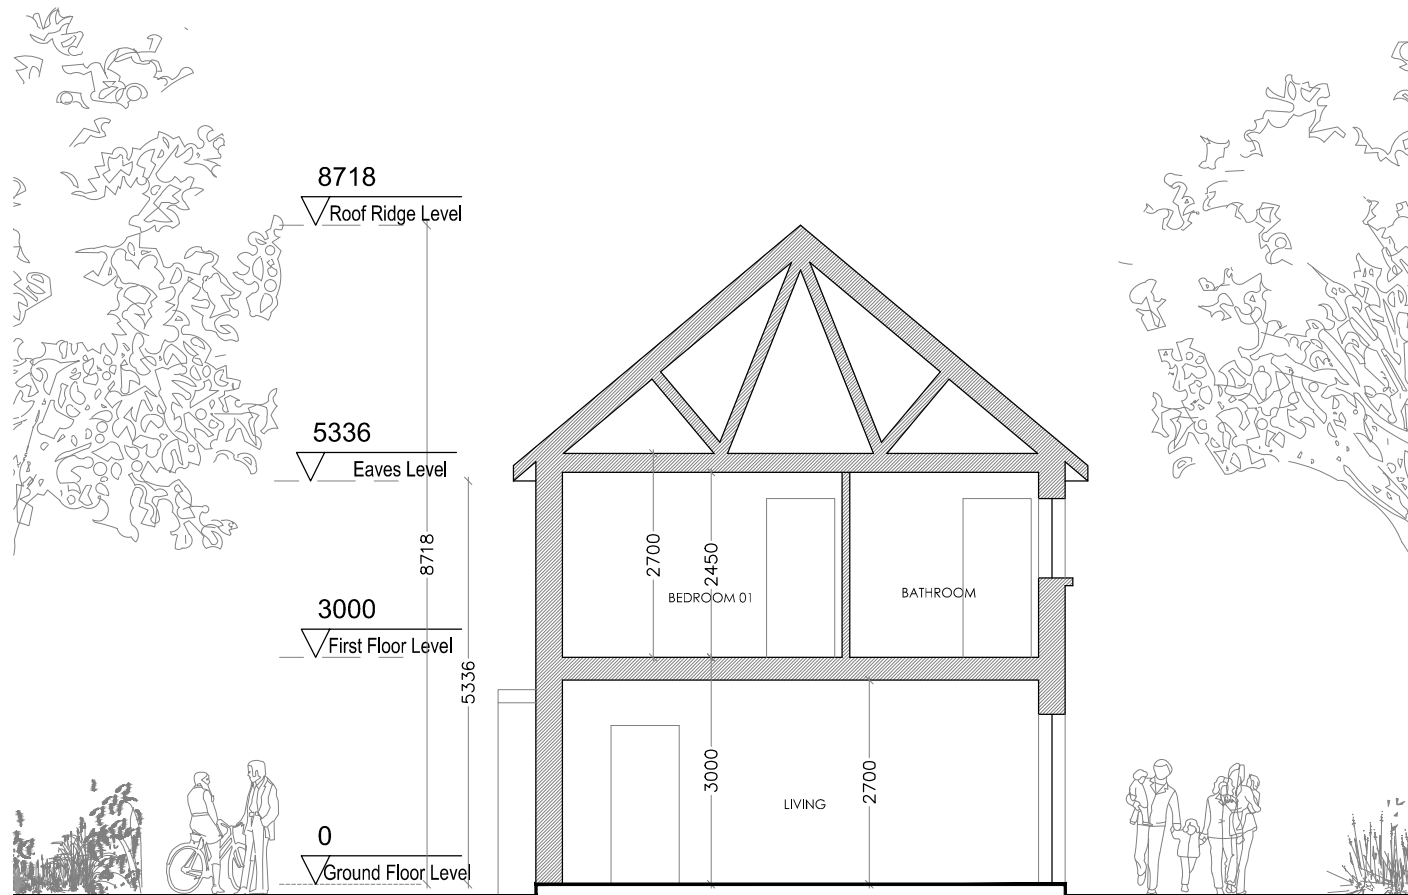 8718
Roof Ridge Level
5336
Eaves Level
8718
2700
2450
BEDROOM 01
BATHROOM
3000
First Floor Level
5336
3000
2700
LIVING
0
Ground Floor Level